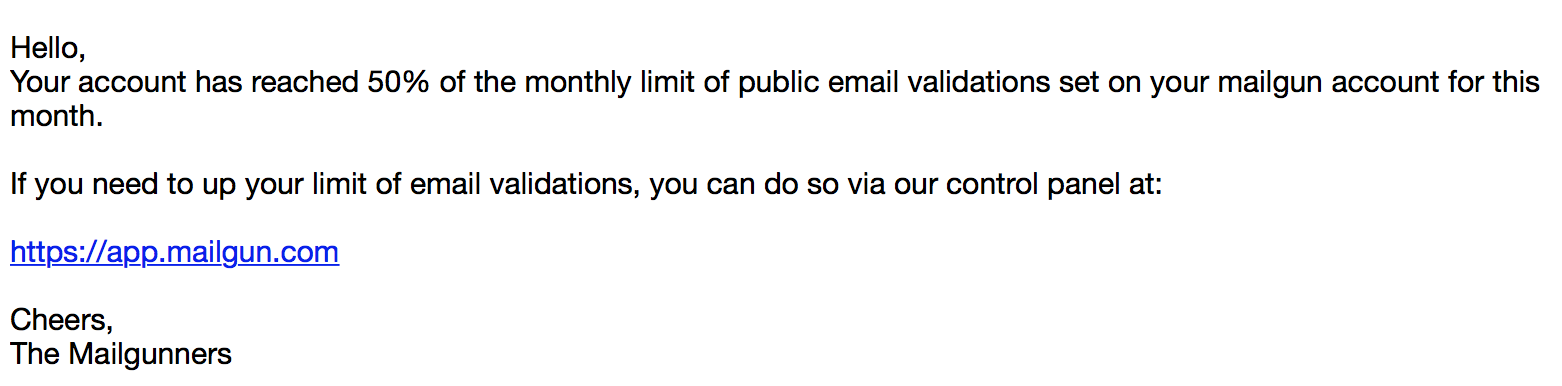 Hello,
Your account has reached 50% of the monthly limit of public email validations set on your mailgun account for this
month.
If you need to up your limit of email validations, you can do so via our control panel at:
https://app.mailgun.com
Cheers,
The Mailgunners